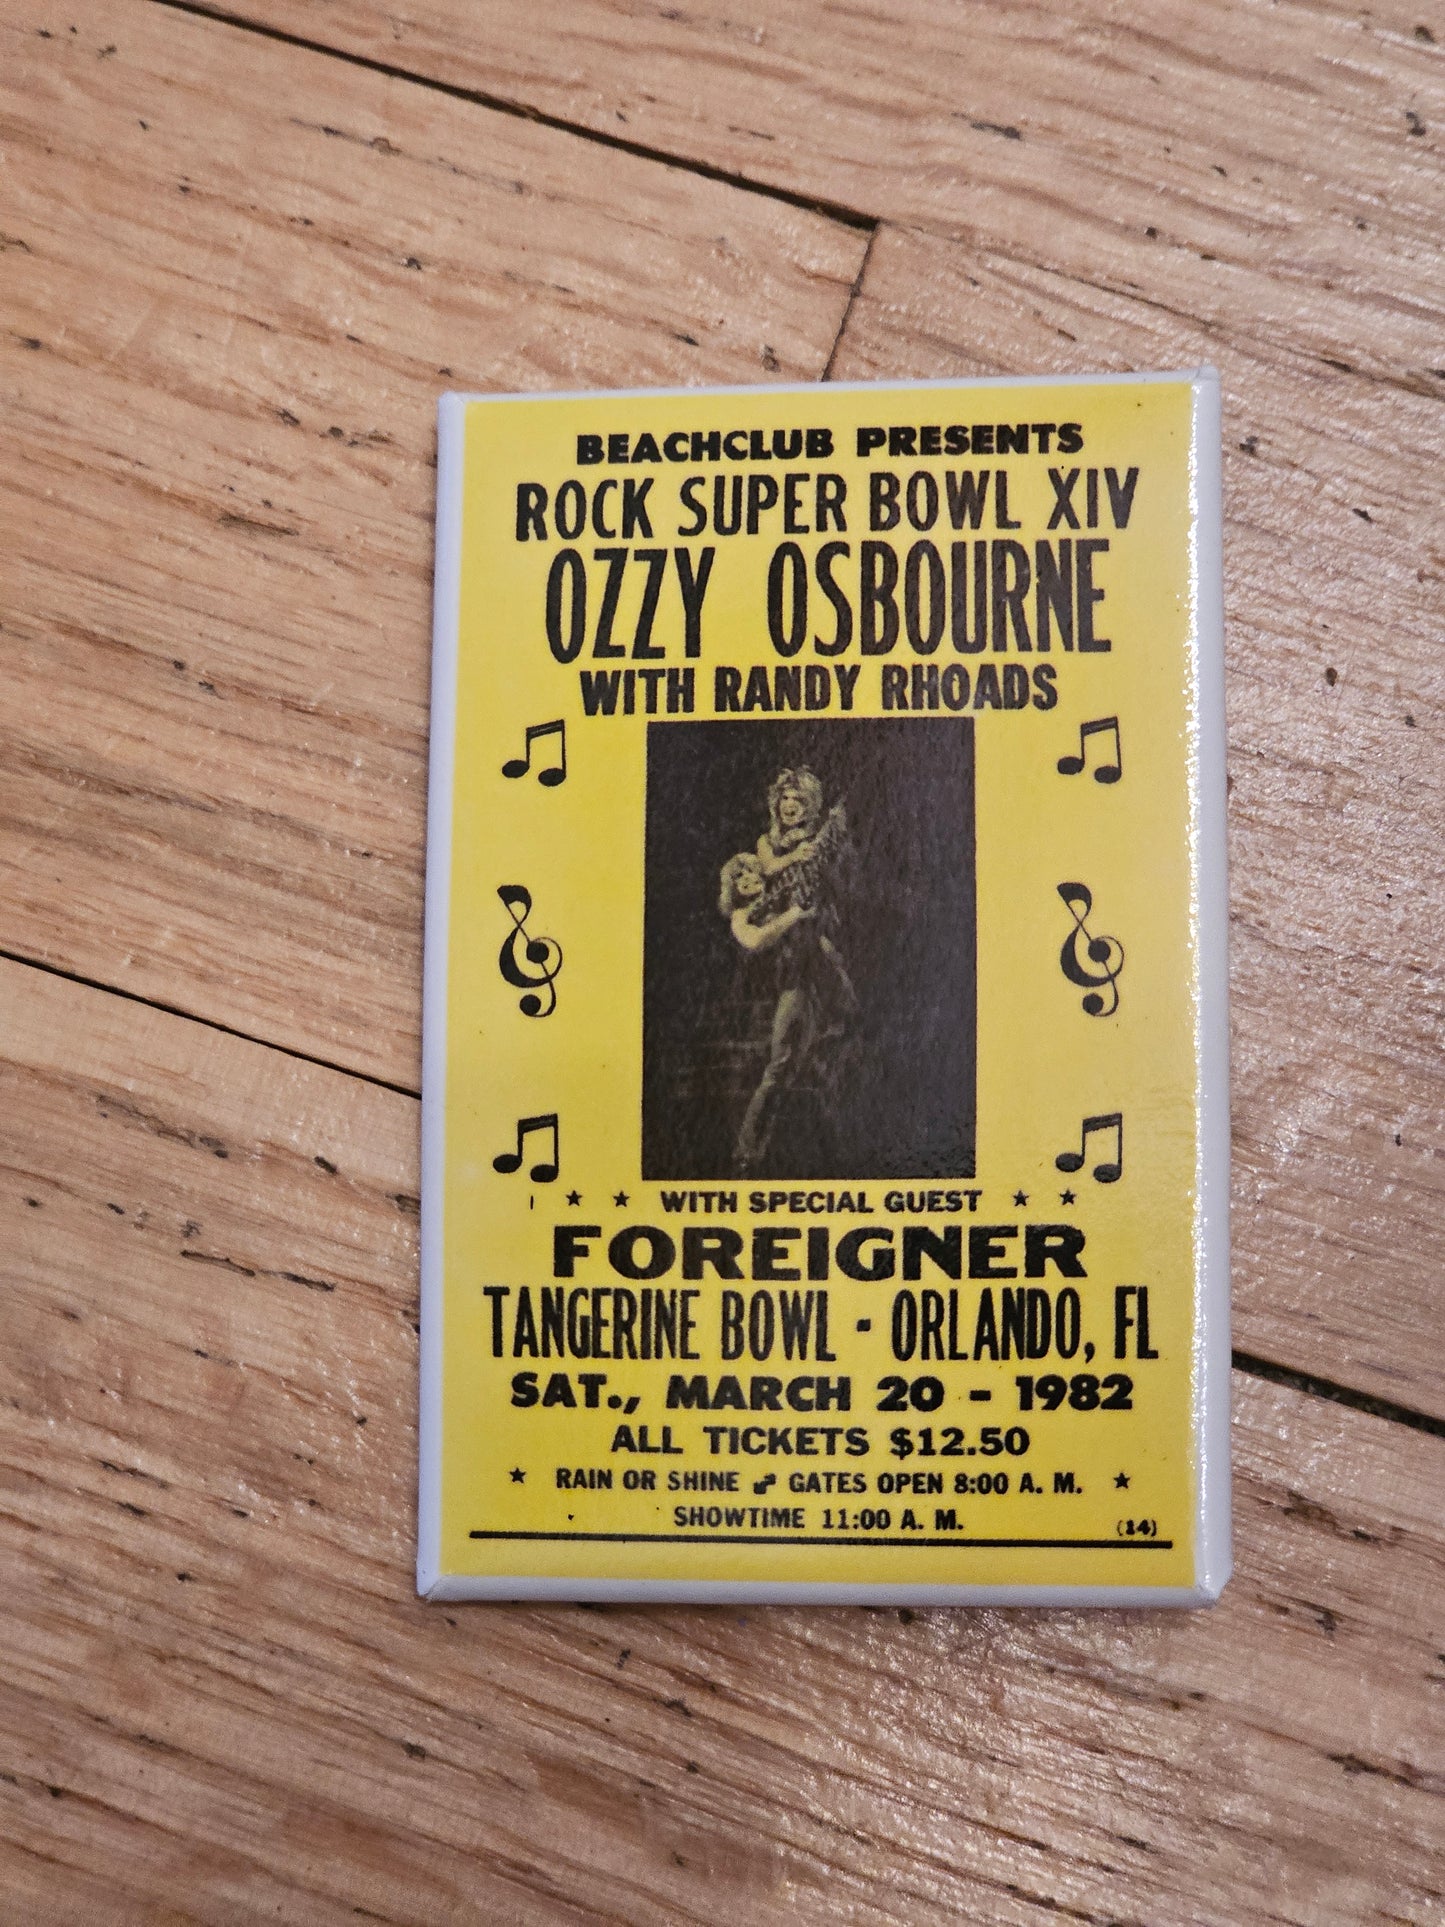 BEACHCLUB PRESENTS
ROCK SUPER BOWL XIV
OZZY OSBOURNE
WITH RANDY RHOADS
★ ★ WITH SPECIAL GUEST ★ ★
FOREIGNER
TANGERINE BOWL - ORLANDO, FL
SAT., MARCH 20 - 1982
ALL TICKETS $12.50
★ RAIN OR SHINE GATES OPEN 8:00 A. M. ★
SHOWTIME 11:00 A. M.
(14)